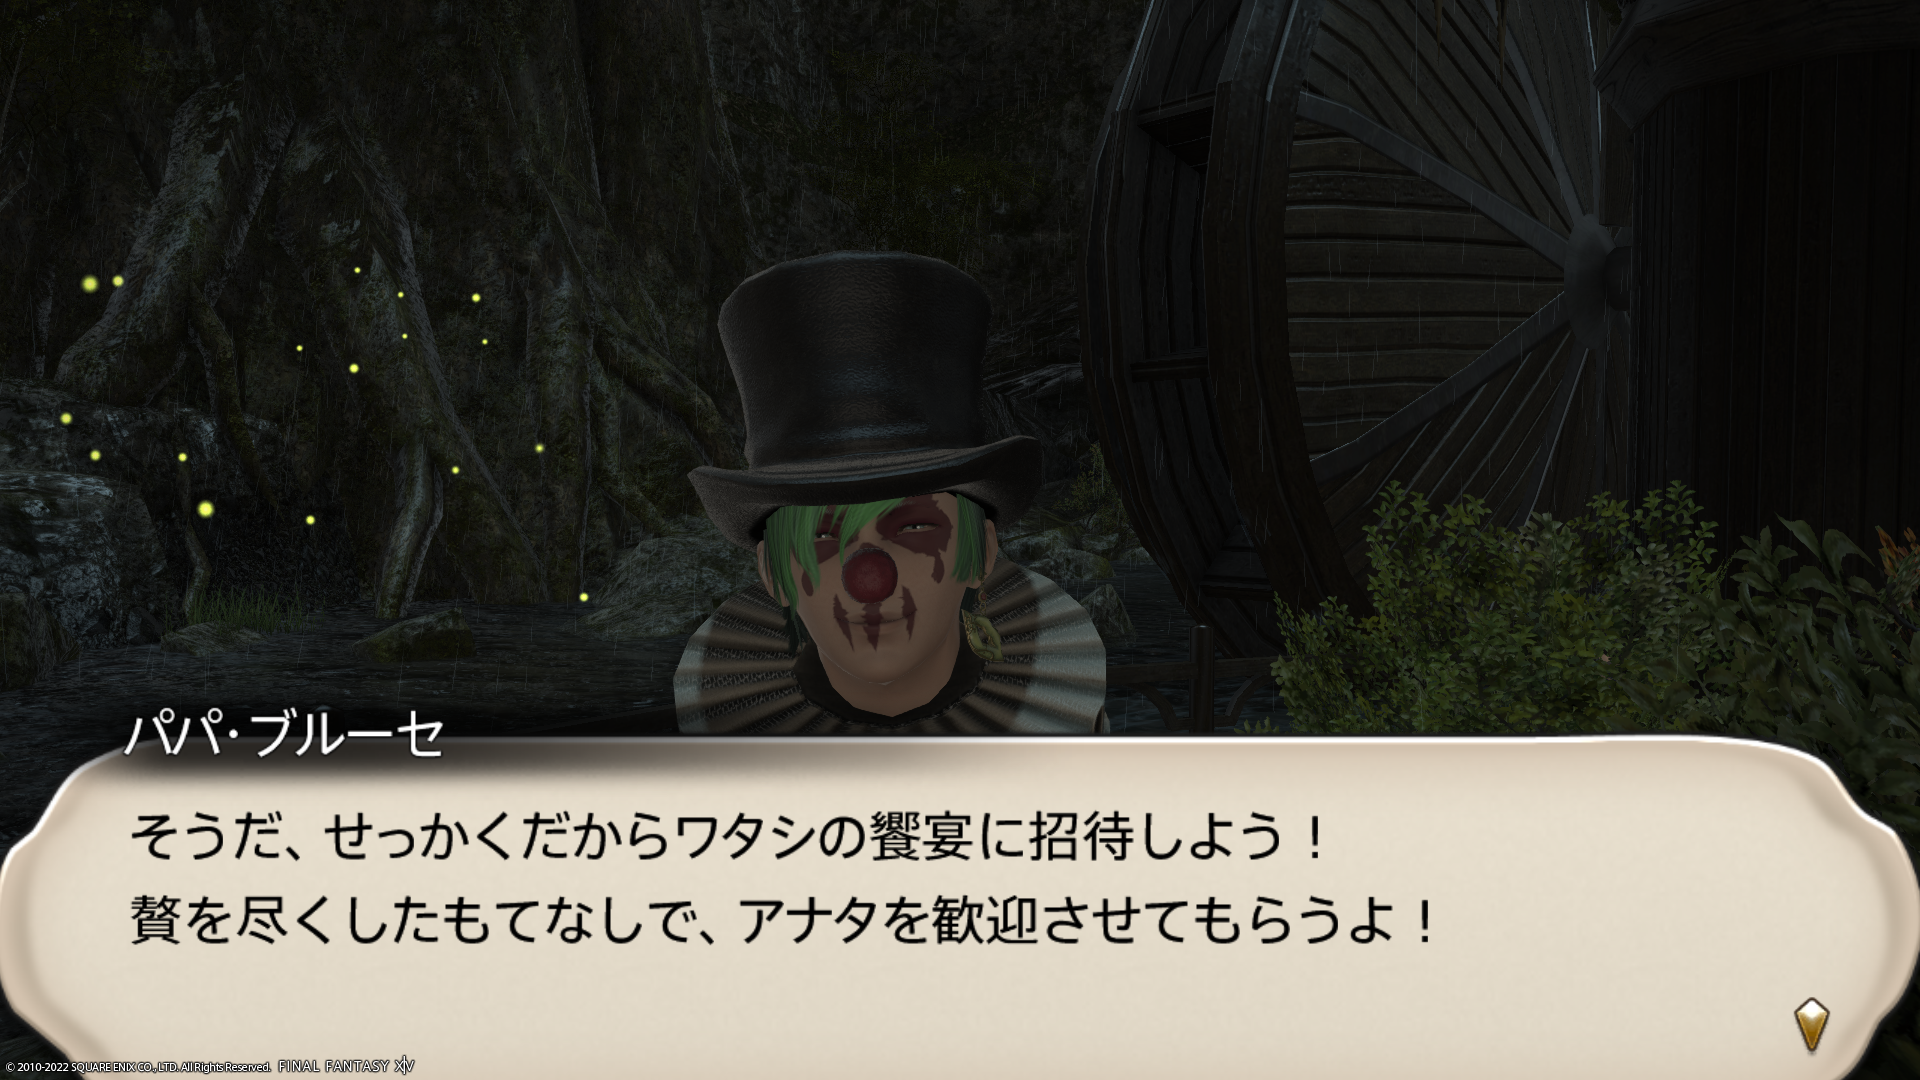 パパ・ブルーセ
そうだ、せっかくだからワタシの饗宴に招待しよう！
贅を尽くしたもてなしで、アナタを歓迎させてもらうよ！
© 2010-2022 SQUARE ENIX CO., LTD. All Rights Reserved. FINAL FANTASY XIV